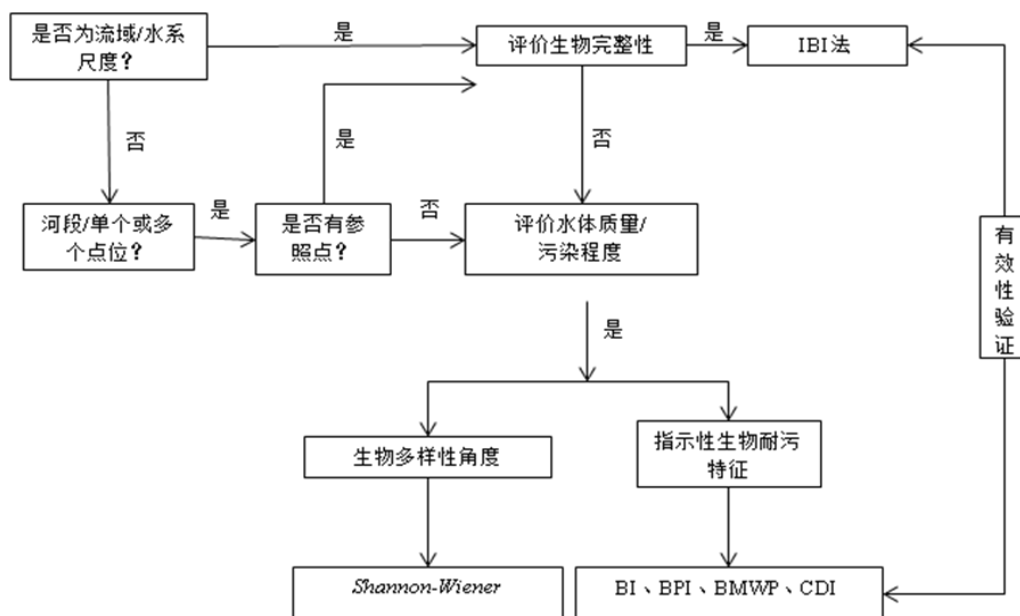 是否为流域/水系
尺度？
是
评价生物完整性
是
IBI法
否
是
否
河段/单个或多
个点位？
是
是否有参
照点？
否
评价水体质量/
污染程度
有
效
性
验
证
是
生物多样性角度
指示性生物耐污
特征
Shannon-Wiener
BI、BPI、BMWP、CDI